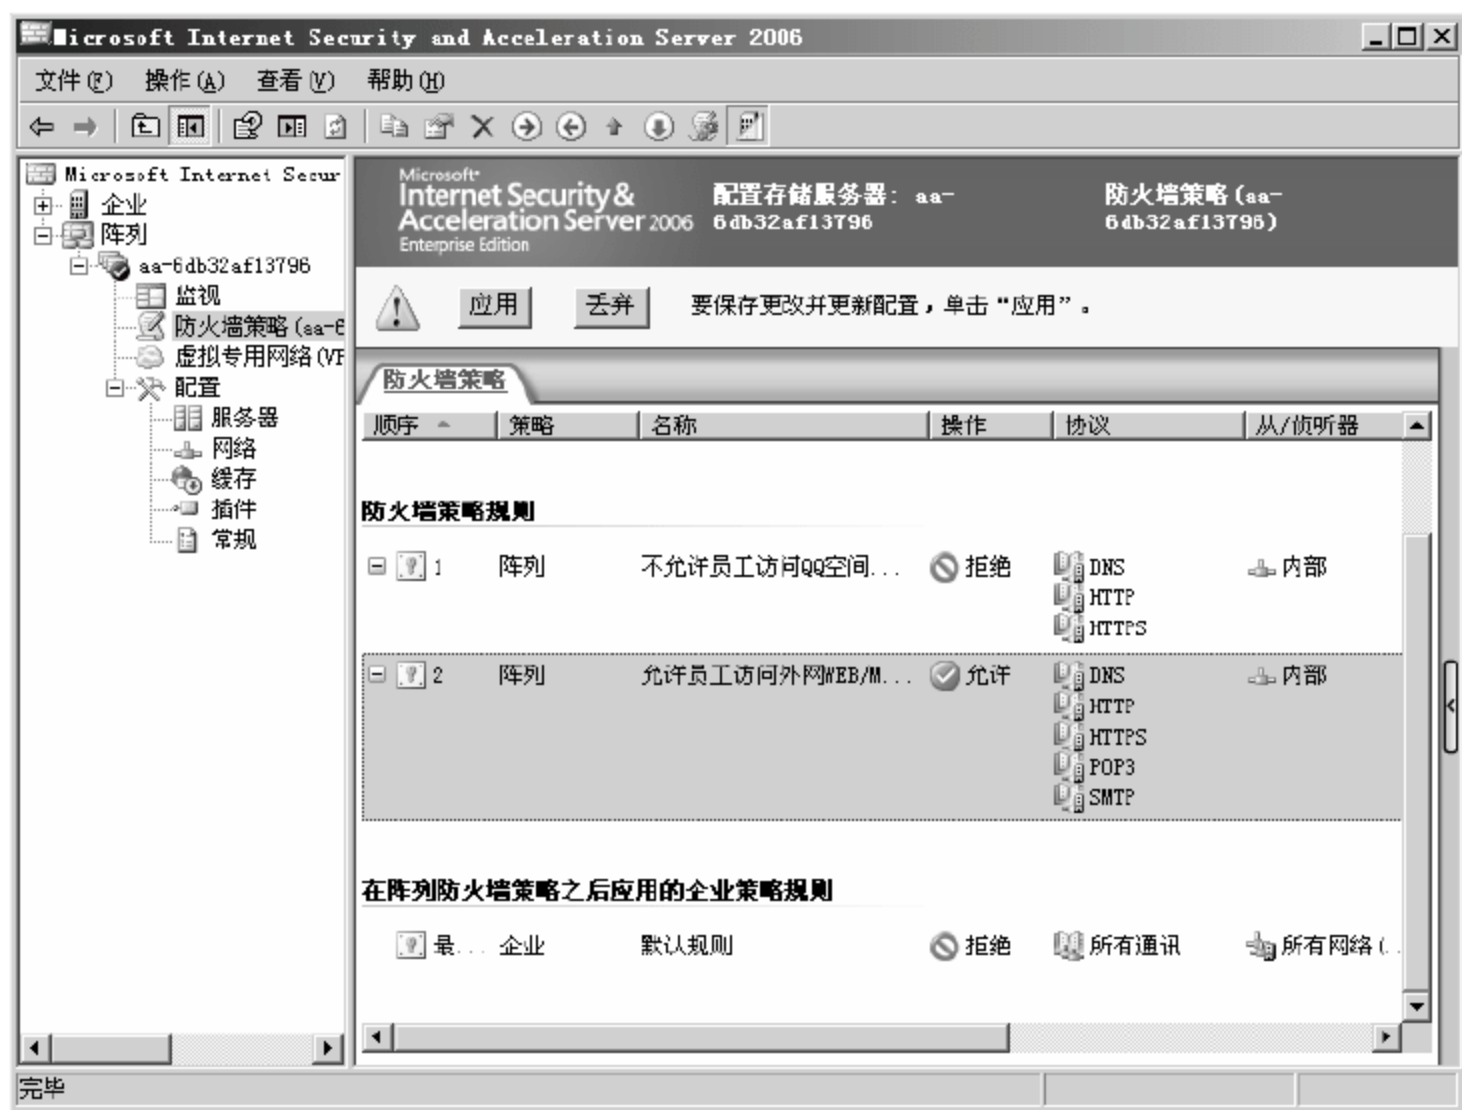 Microsoft Internet Security and Acceleration Server 2006
文件(F) 操作(A) 查看(V) 帮助(H)
Microsoft Internet Secur
企业
阵列
aa-6db32af13796
监视
防火墙策略(aa-6
虚拟专用网络(VP
配置
服务器
网络
缓存
插件
常规
Microsoft
Internet Security &
Acceleration Server 2006
Enterprise Edition
配置存储服务器: aa-
6db32af13796
防火墙策略(aa-
6db32af13796)
应用 丢弃 要保存更改并更新配置，单击“应用”。
防火墙策略
顺序 策略 名称 操作 协议 从/侦听器
防火墙策略规则
1 阵列 不允许员工访问QQ空间... 拒绝 DNS 内部
HTTP
HTTPS
2 阵列 允许员工访问外网WEB/M... 允许 DNS 内部
HTTP
HTTPS
POP3
SMTP
在阵列防火墙策略之后应用的企业策略规则
最... 企业 默认规则 拒绝 所有通讯 所有网络(..
完毕